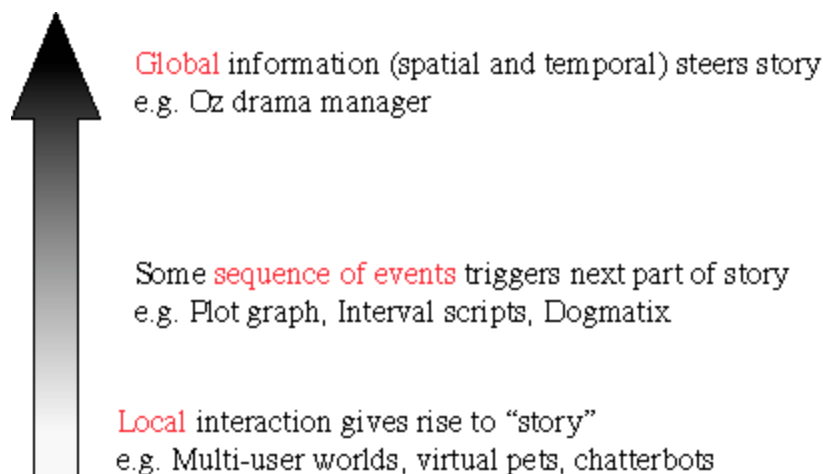 Global information (spatial and temporal) steers story
e.g. Oz drama manager
Some sequence of events triggers next part of story
e.g. Plot graph, Interval scripts, Dogmatix
Local interaction gives rise to “story”
e.g. Multi-user worlds, virtual pets, chatterbots